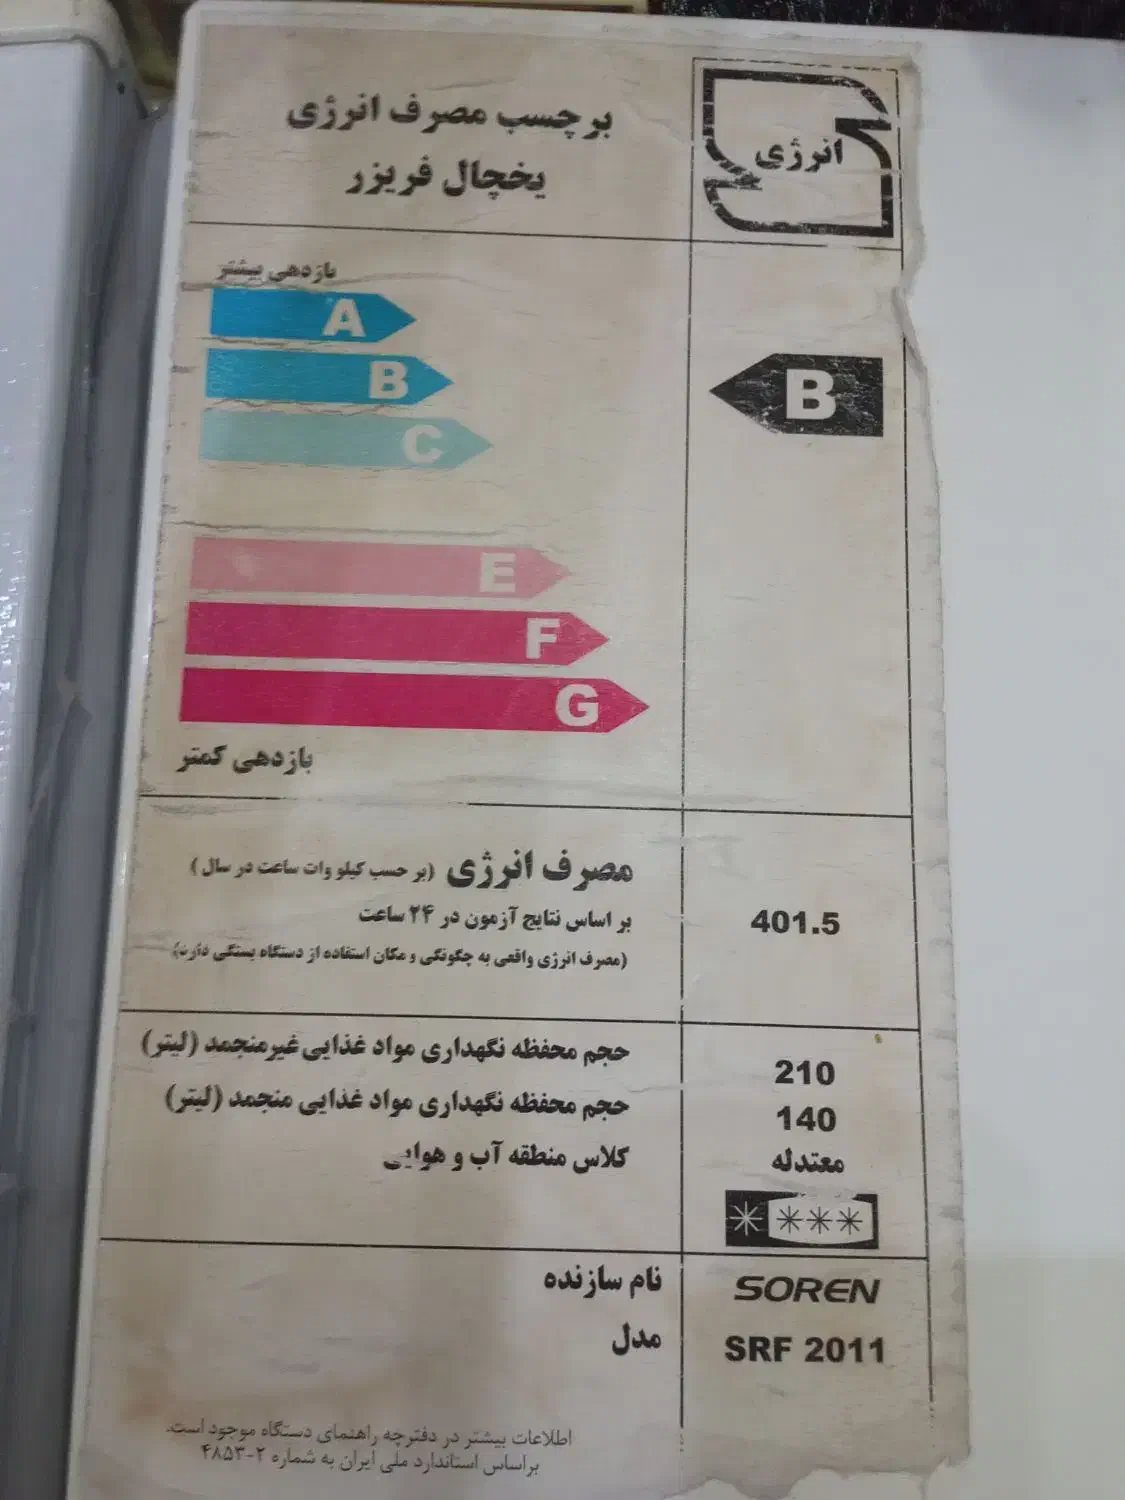 برچسب مصرف انرژی
یخچال فریزر
انرژی
بازدهی بیشتر
A
B
B
C
E
F
G
بازدهی کمتر
مصرف انرژی (بر حسب کیلو وات ساعت در سال)
بر اساس نتایج آزمون در ۲۴ ساعت
401.5
(مصرف انرژی واقعی به چگونگی و مکان استفاده از دستگاه بستگی دارد)
حجم محفظه نگهداری مواد غذایی غیرمنجمد (لیتر) 210
حجم محفظه نگهداری مواد غذایی منجمد (لیتر) 140
کلاس منطقه آب و هوایی معتدله
نام سازنده SOREN
مدل SRF 2011
اطلاعات بیشتر در دفترچه راهنمای دستگاه موجود است.
براساس استاندارد ملی ایران به شماره ۲-۴۸۵۳